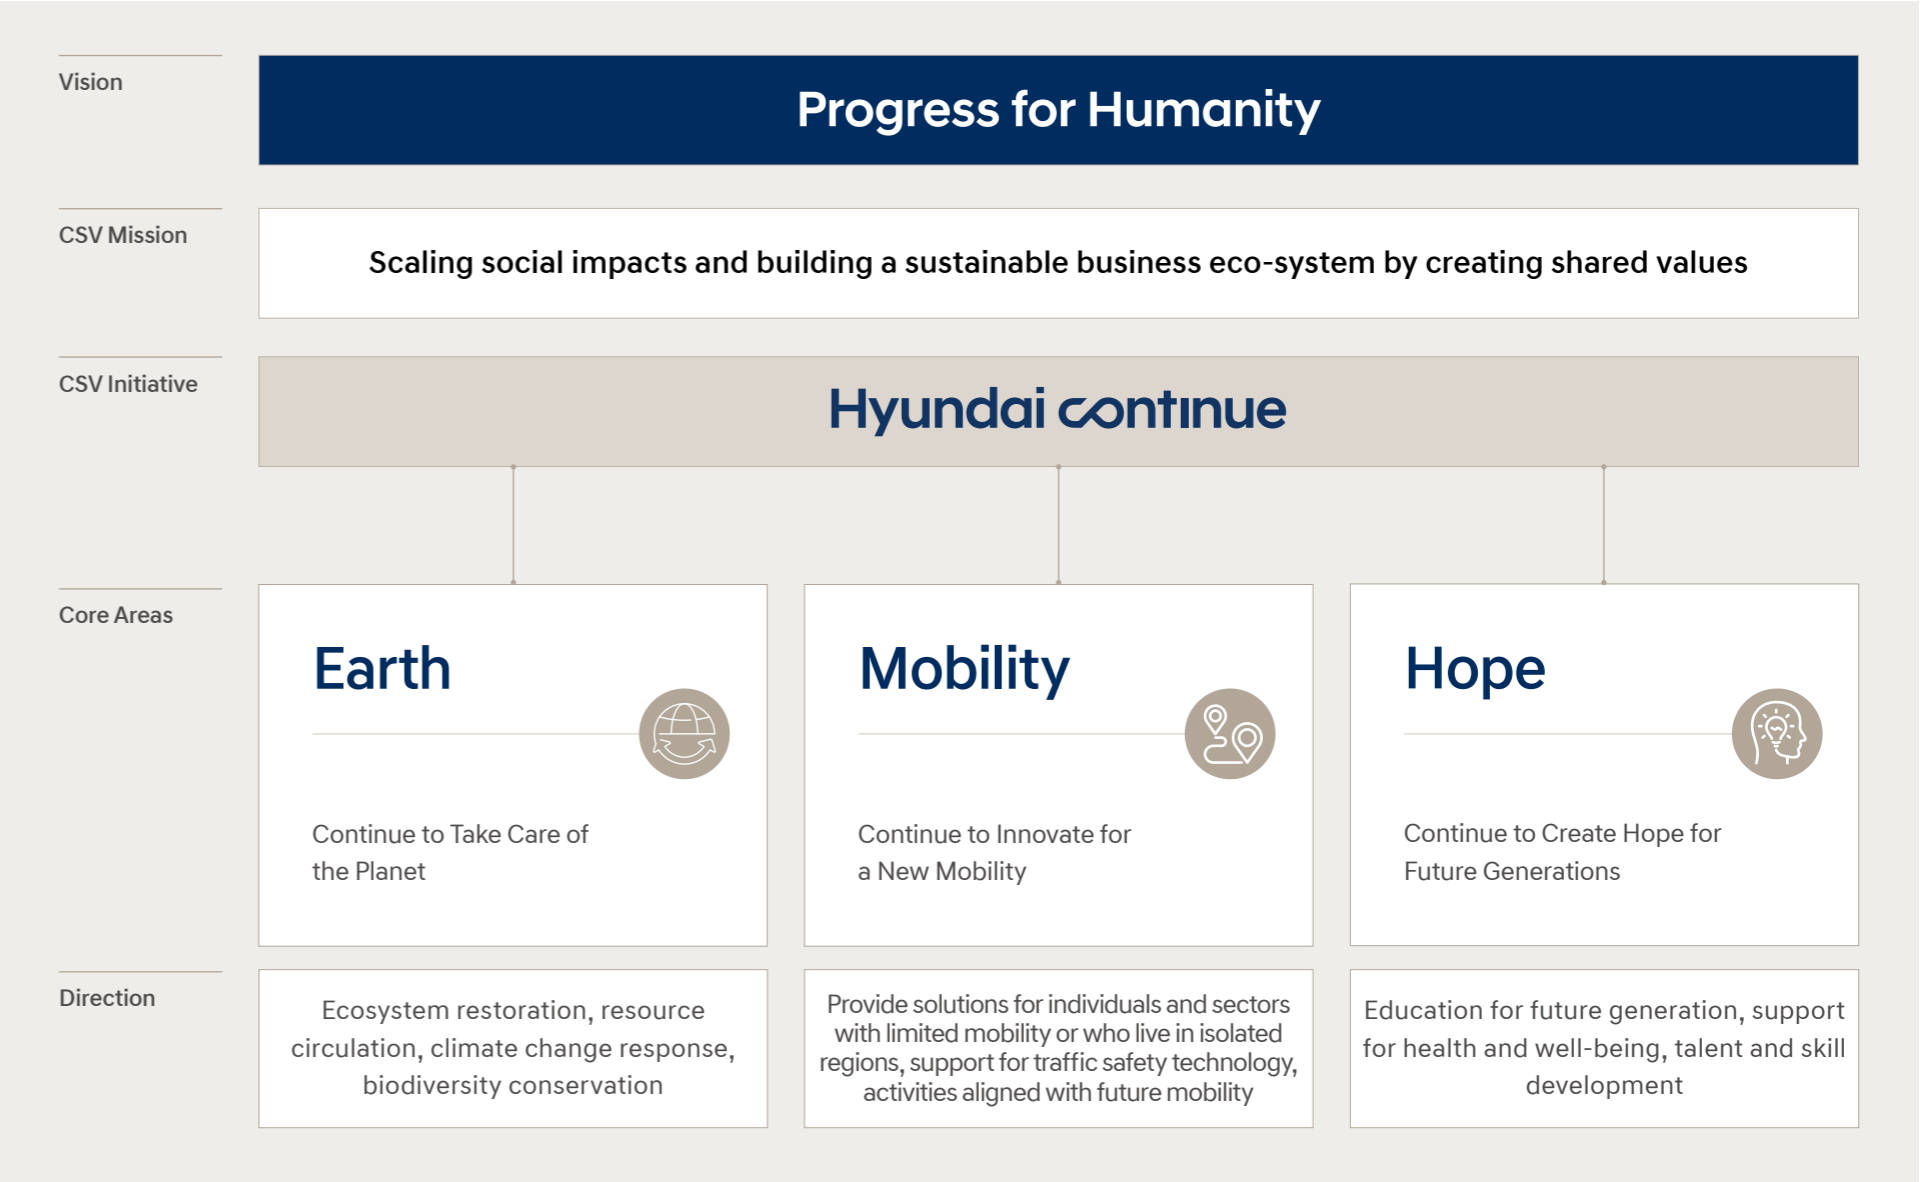 Vision
Progress for Humanity
CSV Mission
Scaling social impacts and building a sustainable business eco-system by creating shared values
CSV Initiative
Hyundai continue
Core Areas
Earth
Continue to Take Care of
the Planet
Mobility
Continue to Innovate for
a New Mobility
Hope
Continue to Create Hope for
Future Generations
Direction
Ecosystem restoration, resource
circulation, climate change response,
biodiversity conservation
Provide solutions for individuals and sectors
with limited mobility or who live in isolated
regions, support for traffic safety technology,
activities aligned with future mobility
Education for future generation, support
for health and well-being, talent and skill
development